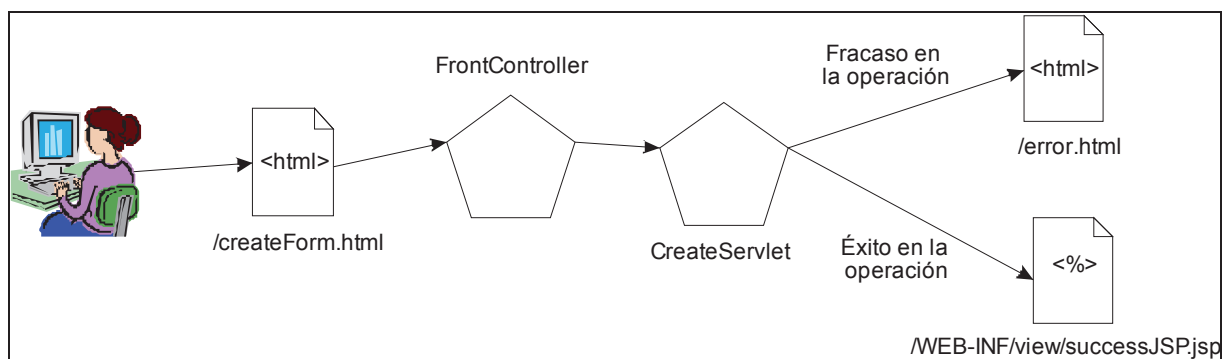 FrontController
Fracaso en
la operación
<html>
/error.html
<html>
/createForm.html
CreateServlet
Éxito en la
operación
<%>
/WEB-INF/view/successJSP.jsp